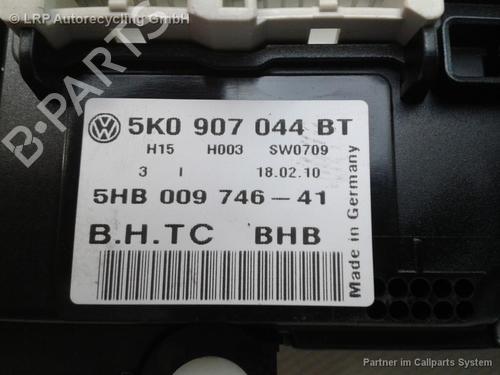 © LRP Autorecycling GmbH
B-PARTS
5K0 907 044 BT
H15 H003 SW0709
3 I 18.02.10
5HB 009 746-41
B.H.TC BHB
Made in Germany
Partner im Callparts System